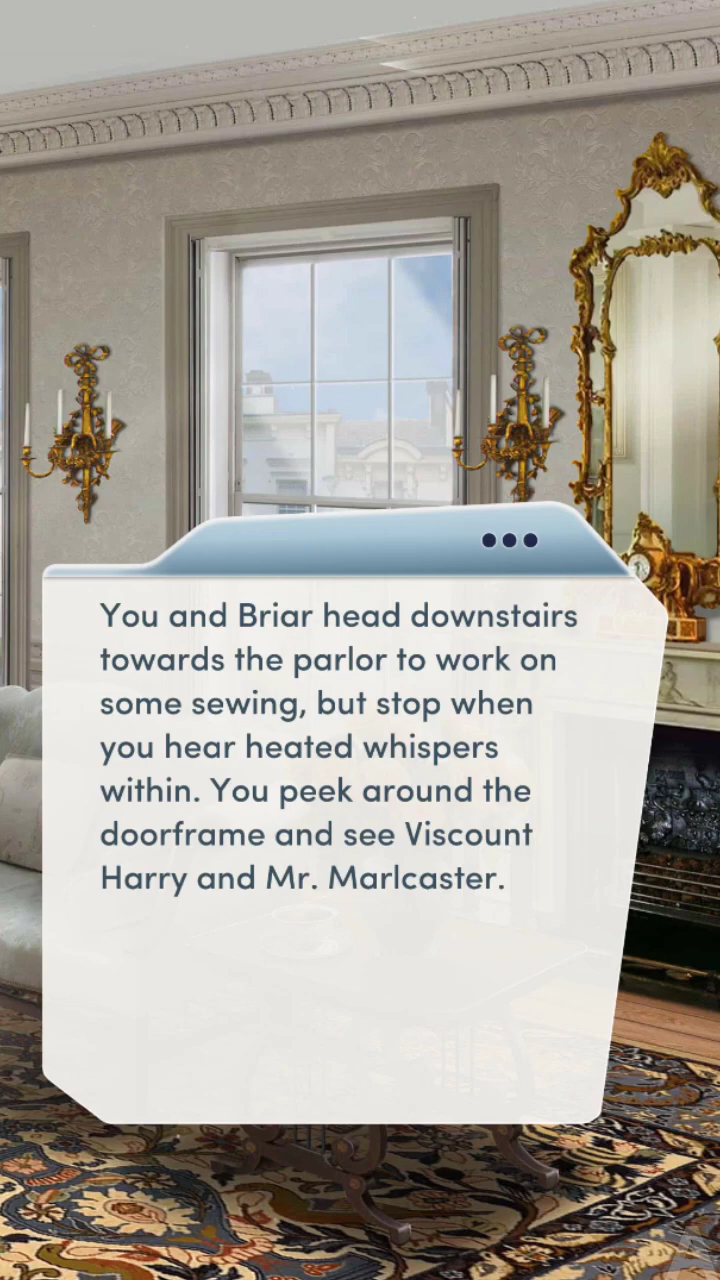 You and Briar head downstairs
towards the parlor to work on
some sewing, but stop when
you hear heated whispers
within. You peek around the
doorframe and see Viscount
Harry and Mr. Marlcaster.